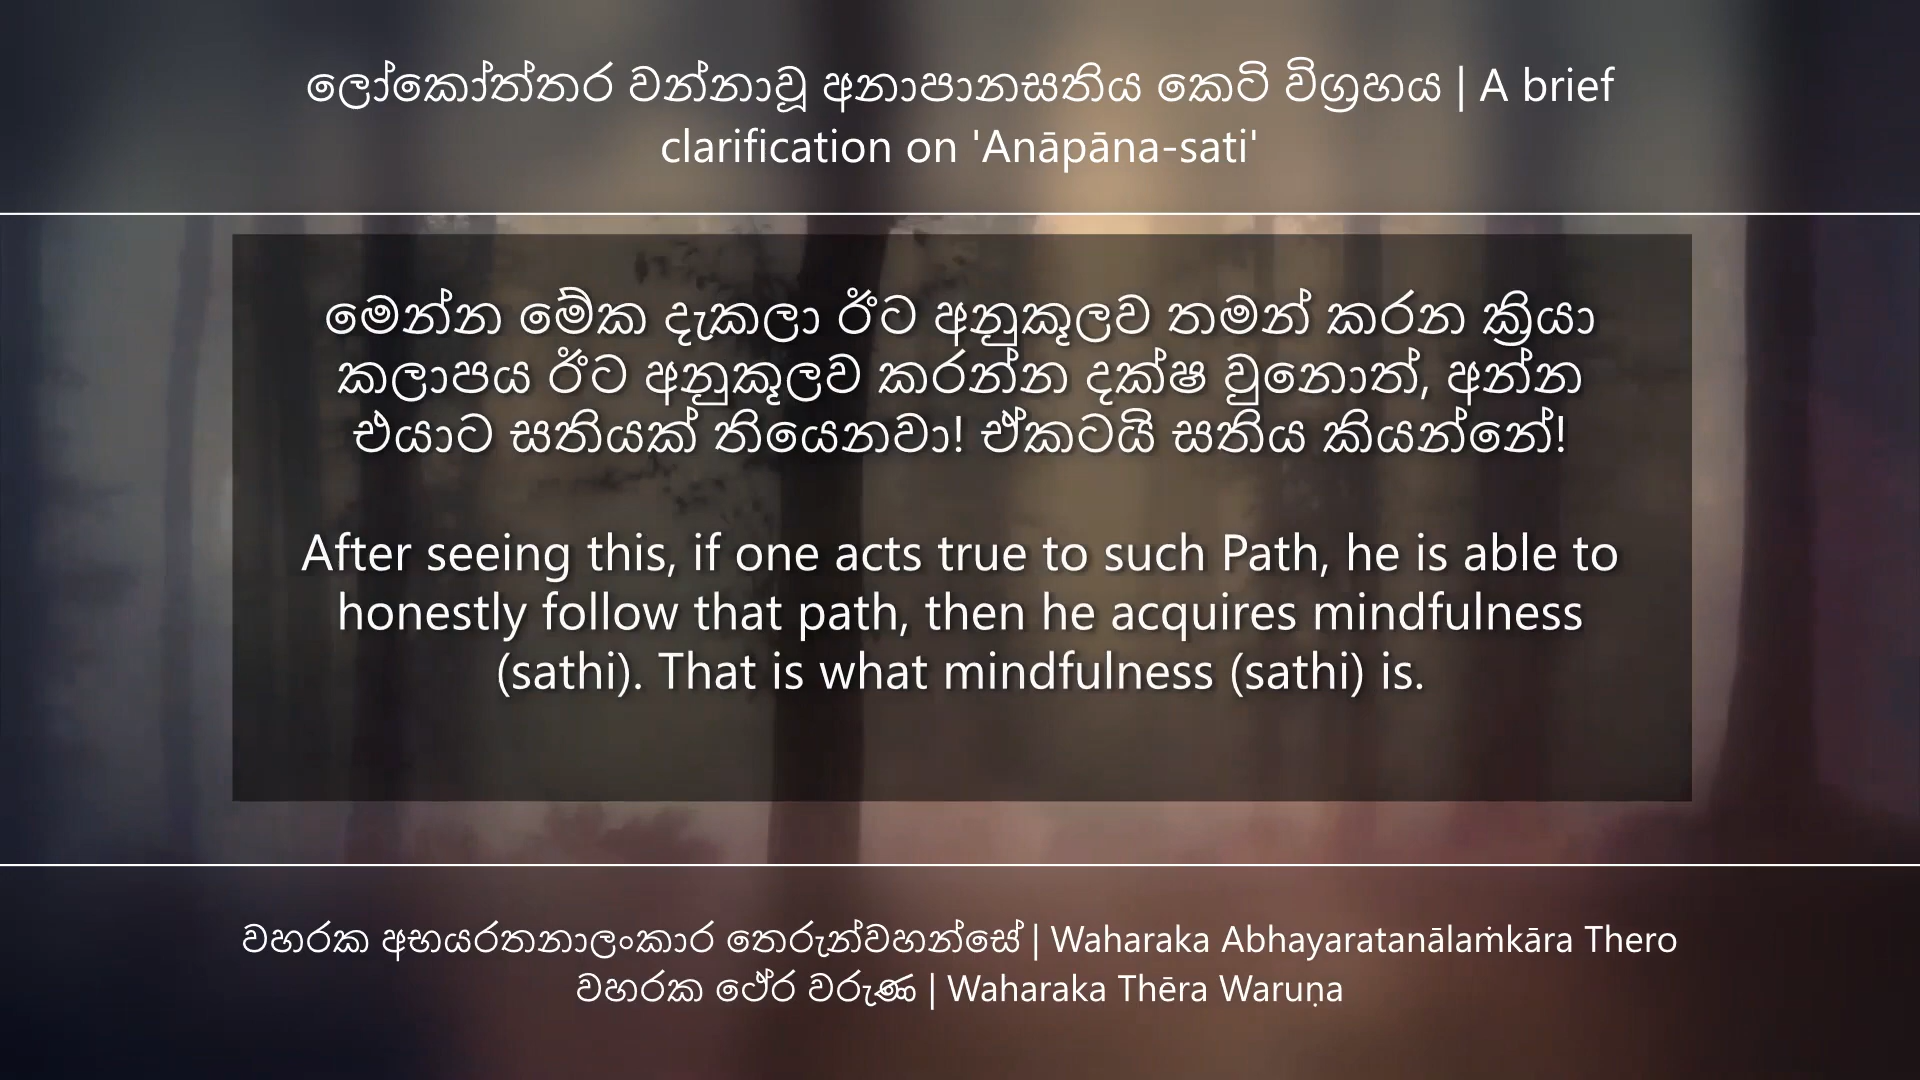 ලෝකෝත්තර වන්නාවූ අනාපානසතිය කෙටි විග්‍රහය | A brief
clarification on 'Anāpāna-sati'
මෙන්න මේක දැකලා ඊට අනුකූලව තමන් කරන ක්‍රියා
කලාපය ඊට අනුකූලව කරන්න දක්ෂ වුනොත්, අන්න
එයාට සතියක් තියෙනවා! ඒකටයි සතිය කියන්නේ!
After seeing this, if one acts true to such Path, he is able to
honestly follow that path, then he acquires mindfulness
(sathi). That is what mindfulness (sathi) is.
වහරක අභයරතනාලංකාර තෙරුන්වහන්සේ | Waharaka Abhayaratanālaṁkāra Thero
වහරක ථේර වරුණ | Waharaka Thēra Waruṇa